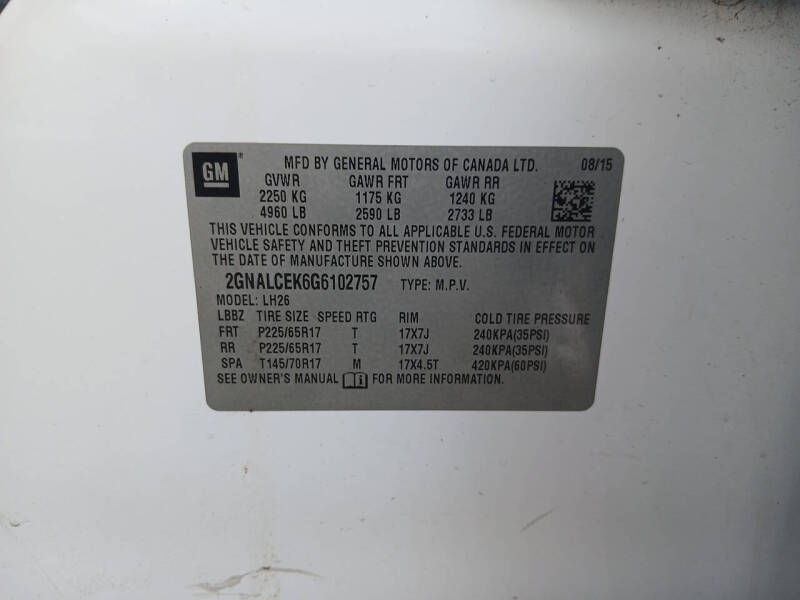 GM ® MFD BY GENERAL MOTORS OF CANADA LTD. 08/15
GVWR GAWR FRT GAWR RR
2250 KG 1175 KG 1240 KG
4960 LB 2590 LB 2733 LB
THIS VEHICLE CONFORMS TO ALL APPLICABLE U.S. FEDERAL MOTOR
VEHICLE SAFETY AND THEFT PREVENTION STANDARDS IN EFFECT ON
THE DATE OF MANUFACTURE SHOWN ABOVE.
2GNALCEK6G6102757 TYPE: M.P.V.
MODEL: LH26
LBBZ TIRE SIZE SPEED RTG RIM COLD TIRE PRESSURE
FRT P225/65R17 T 17X7J 240KPA(35PSI)
RR P225/65R17 T 17X7J 240KPA(35PSI)
SPA T145/70R17 M 17X4.5T 420KPA(60PSI)
SEE OWNER'S MANUAL FOR MORE INFORMATION.